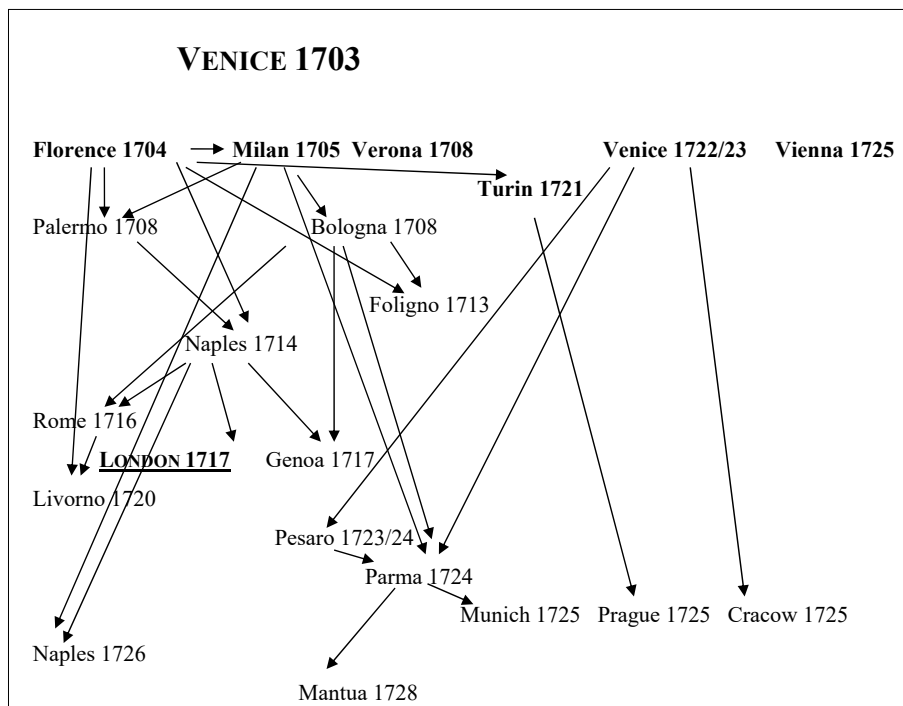 VENICE 1703
Florence 1704 Milan 1705 Verona 1708 Venice 1722/23 Vienna 1725
Turin 1721
Palermo 1708 Bologna 1708
Foligno 1713
Naples 1714
Rome 1716
LONDON 1717 Genoa 1717
Livorno 1720
Pesaro 1723/24
Parma 1724
Munich 1725 Prague 1725 Cracow 1725
Naples 1726
Mantua 1728